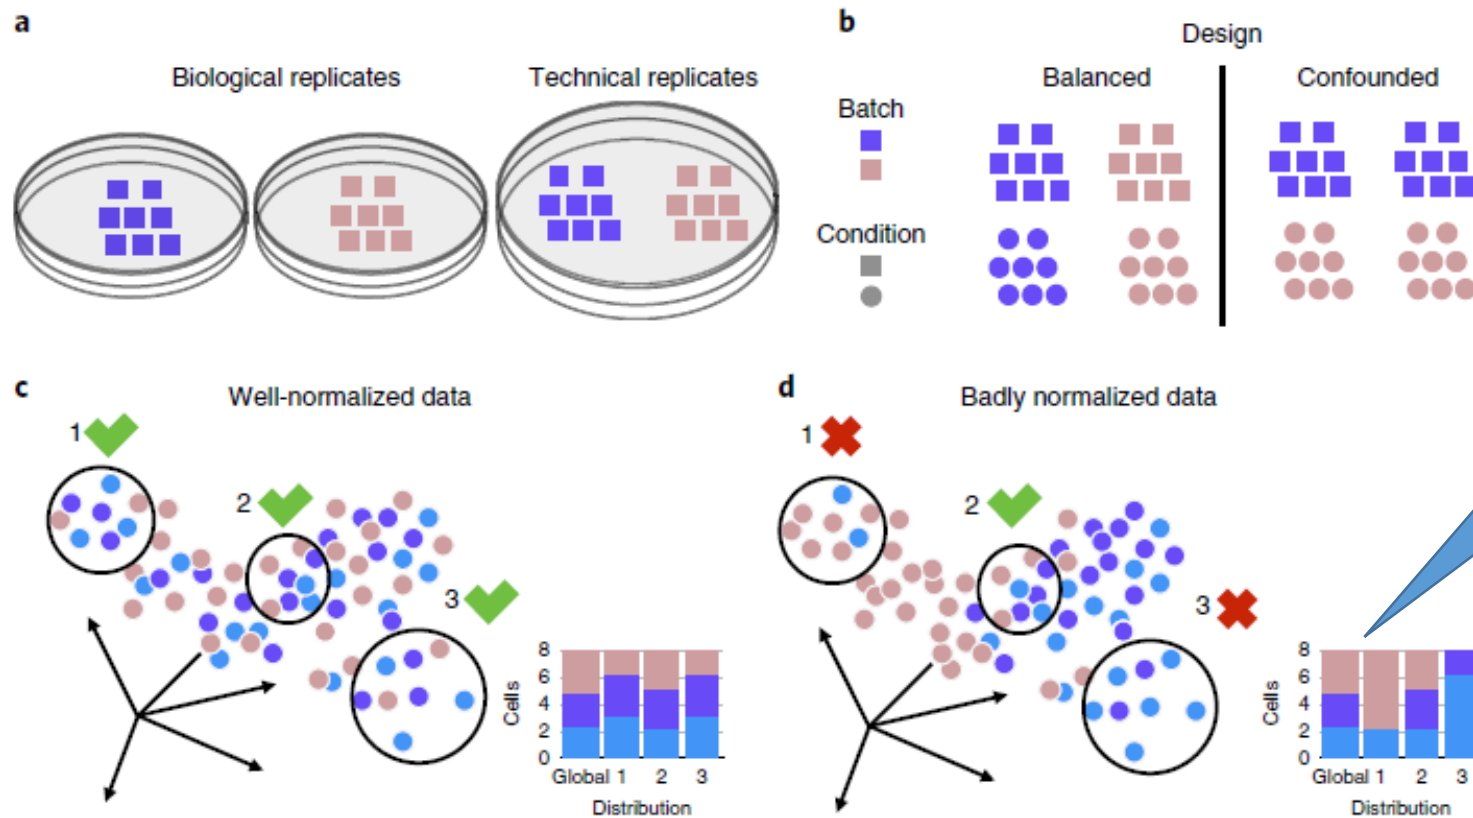 a
Biological replicates
Technical replicates
b
Design
Balanced
Confounded
Batch
Condition
c
Well-normalized data
1
2
3
8
6
4
2
0
Cells
Global 1 2 3
Distribution
d
Badly normalized data
1
2
3
8
6
4
2
0
Cells
Global 1 2 3
Distribution